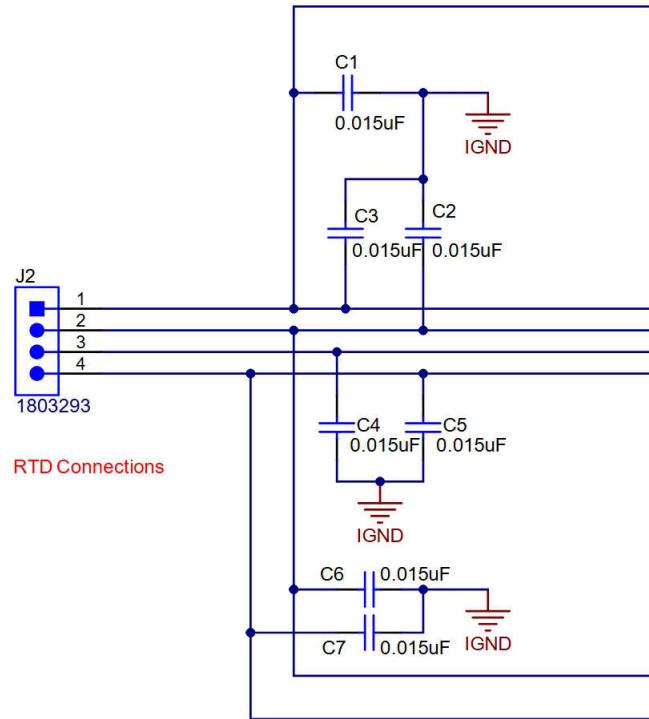 C1
0.015uF
IGND
C3
C2
0.015uF
0.015uF
J2
1
2
3
4
1803293
C4
C5
0.015uF
0.015uF
RTD Connections
IGND
C6
0.015uF
C7
0.015uF
IGND